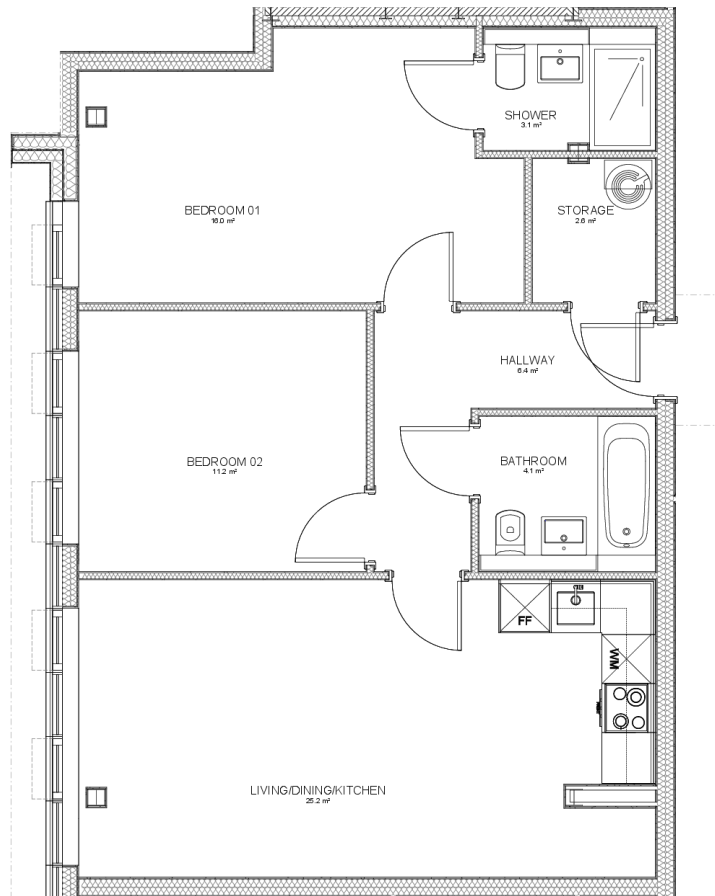 SHOWER
3.1 m²
BEDROOM 01
16.0 m²
STORAGE
2.6 m²
HALLWAY
6.4 m²
BEDROOM 02
11.2 m²
BATHROOM
4.1 m²
FF
WM
LIVING/DINING/KITCHEN
25.2 m²